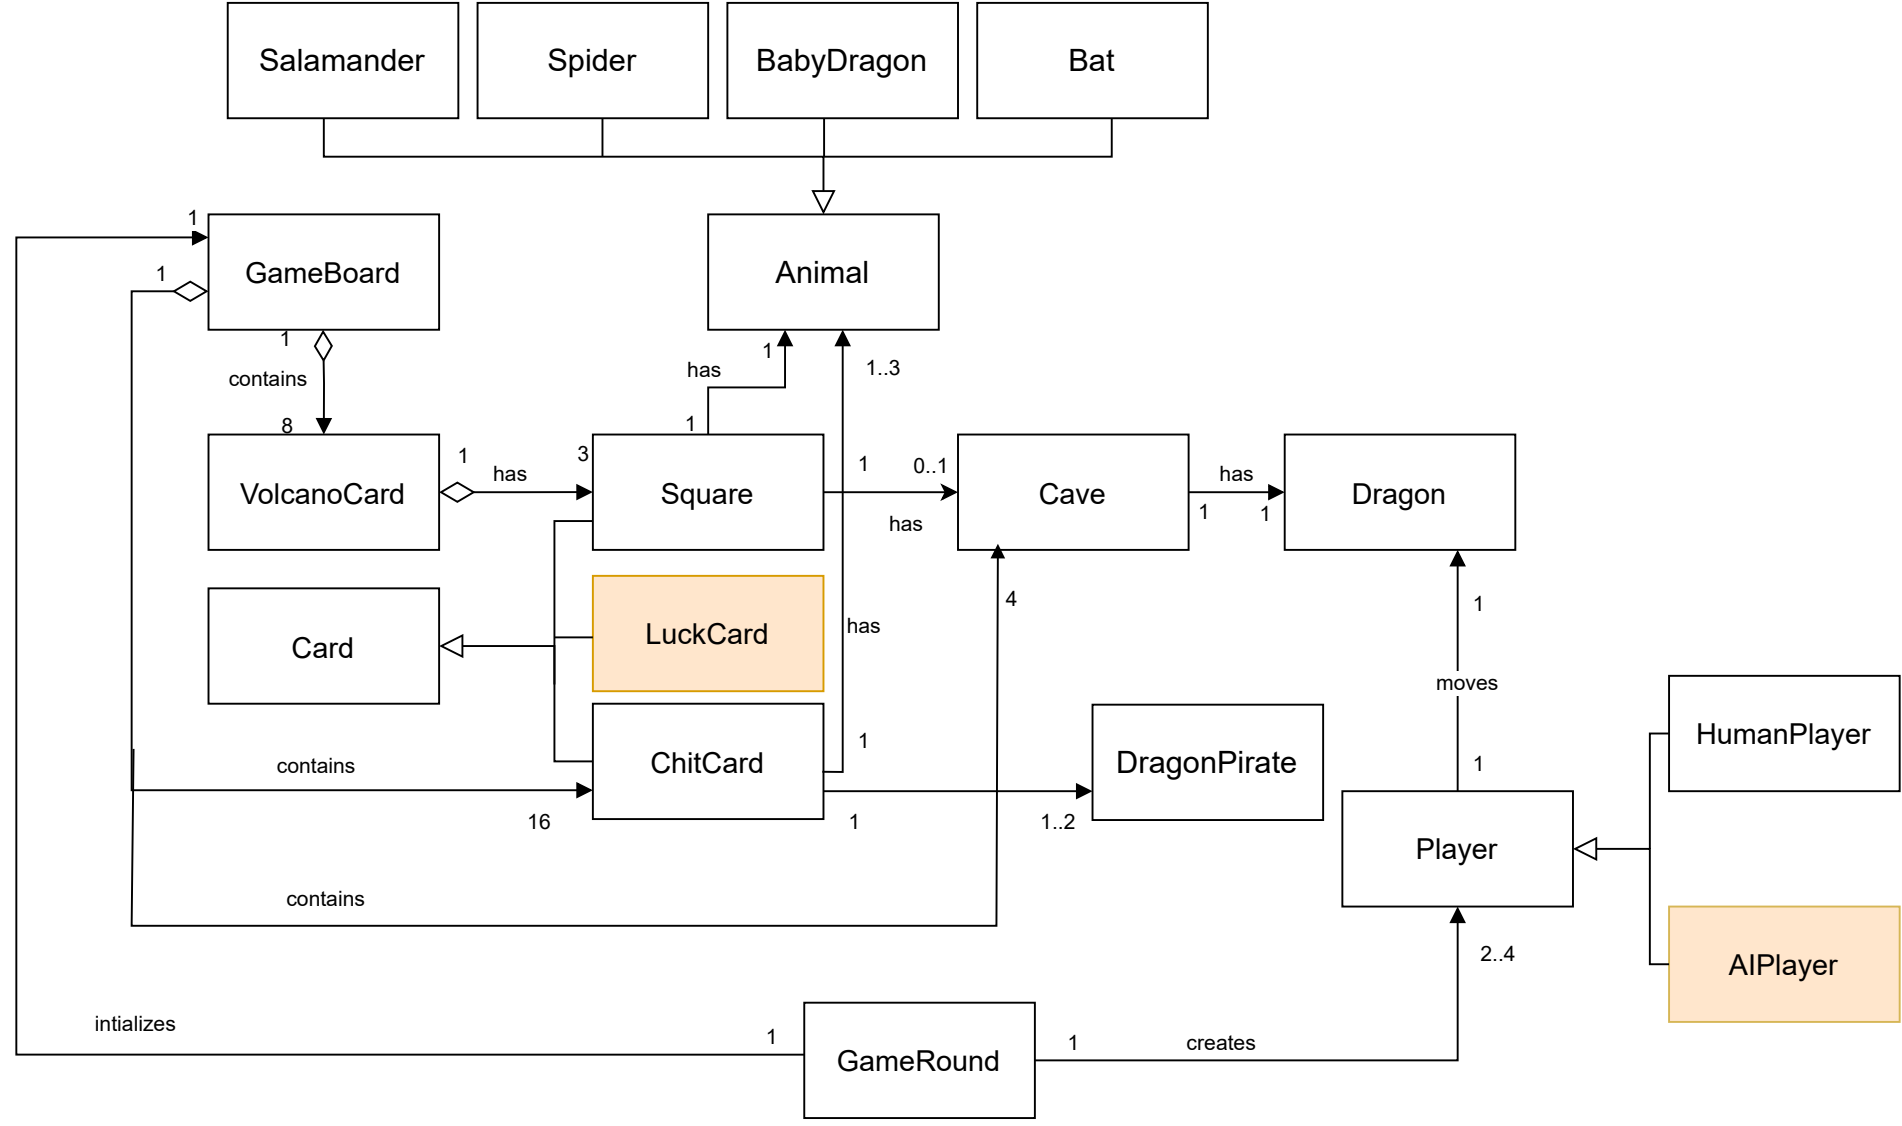 Salamander
Spider
BabyDragon
Bat
1
GameBoard
Animal
1
1
contains
8
has
1
1..3
1
VolcanoCard
1
has
3
Square
1
0..1
has
Cave
has
1
1
Dragon
Card
LuckCard
has
4
1
moves
1
HumanPlayer
contains
16
ChitCard
1
1
1..2
DragonPirate
Player
contains
2..4
AIPlayer
intializes
1
GameRound
1
creates